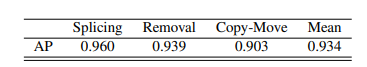 Splicing Removal Copy-Move Mean
AP 0.960 0.939 0.903 0.934